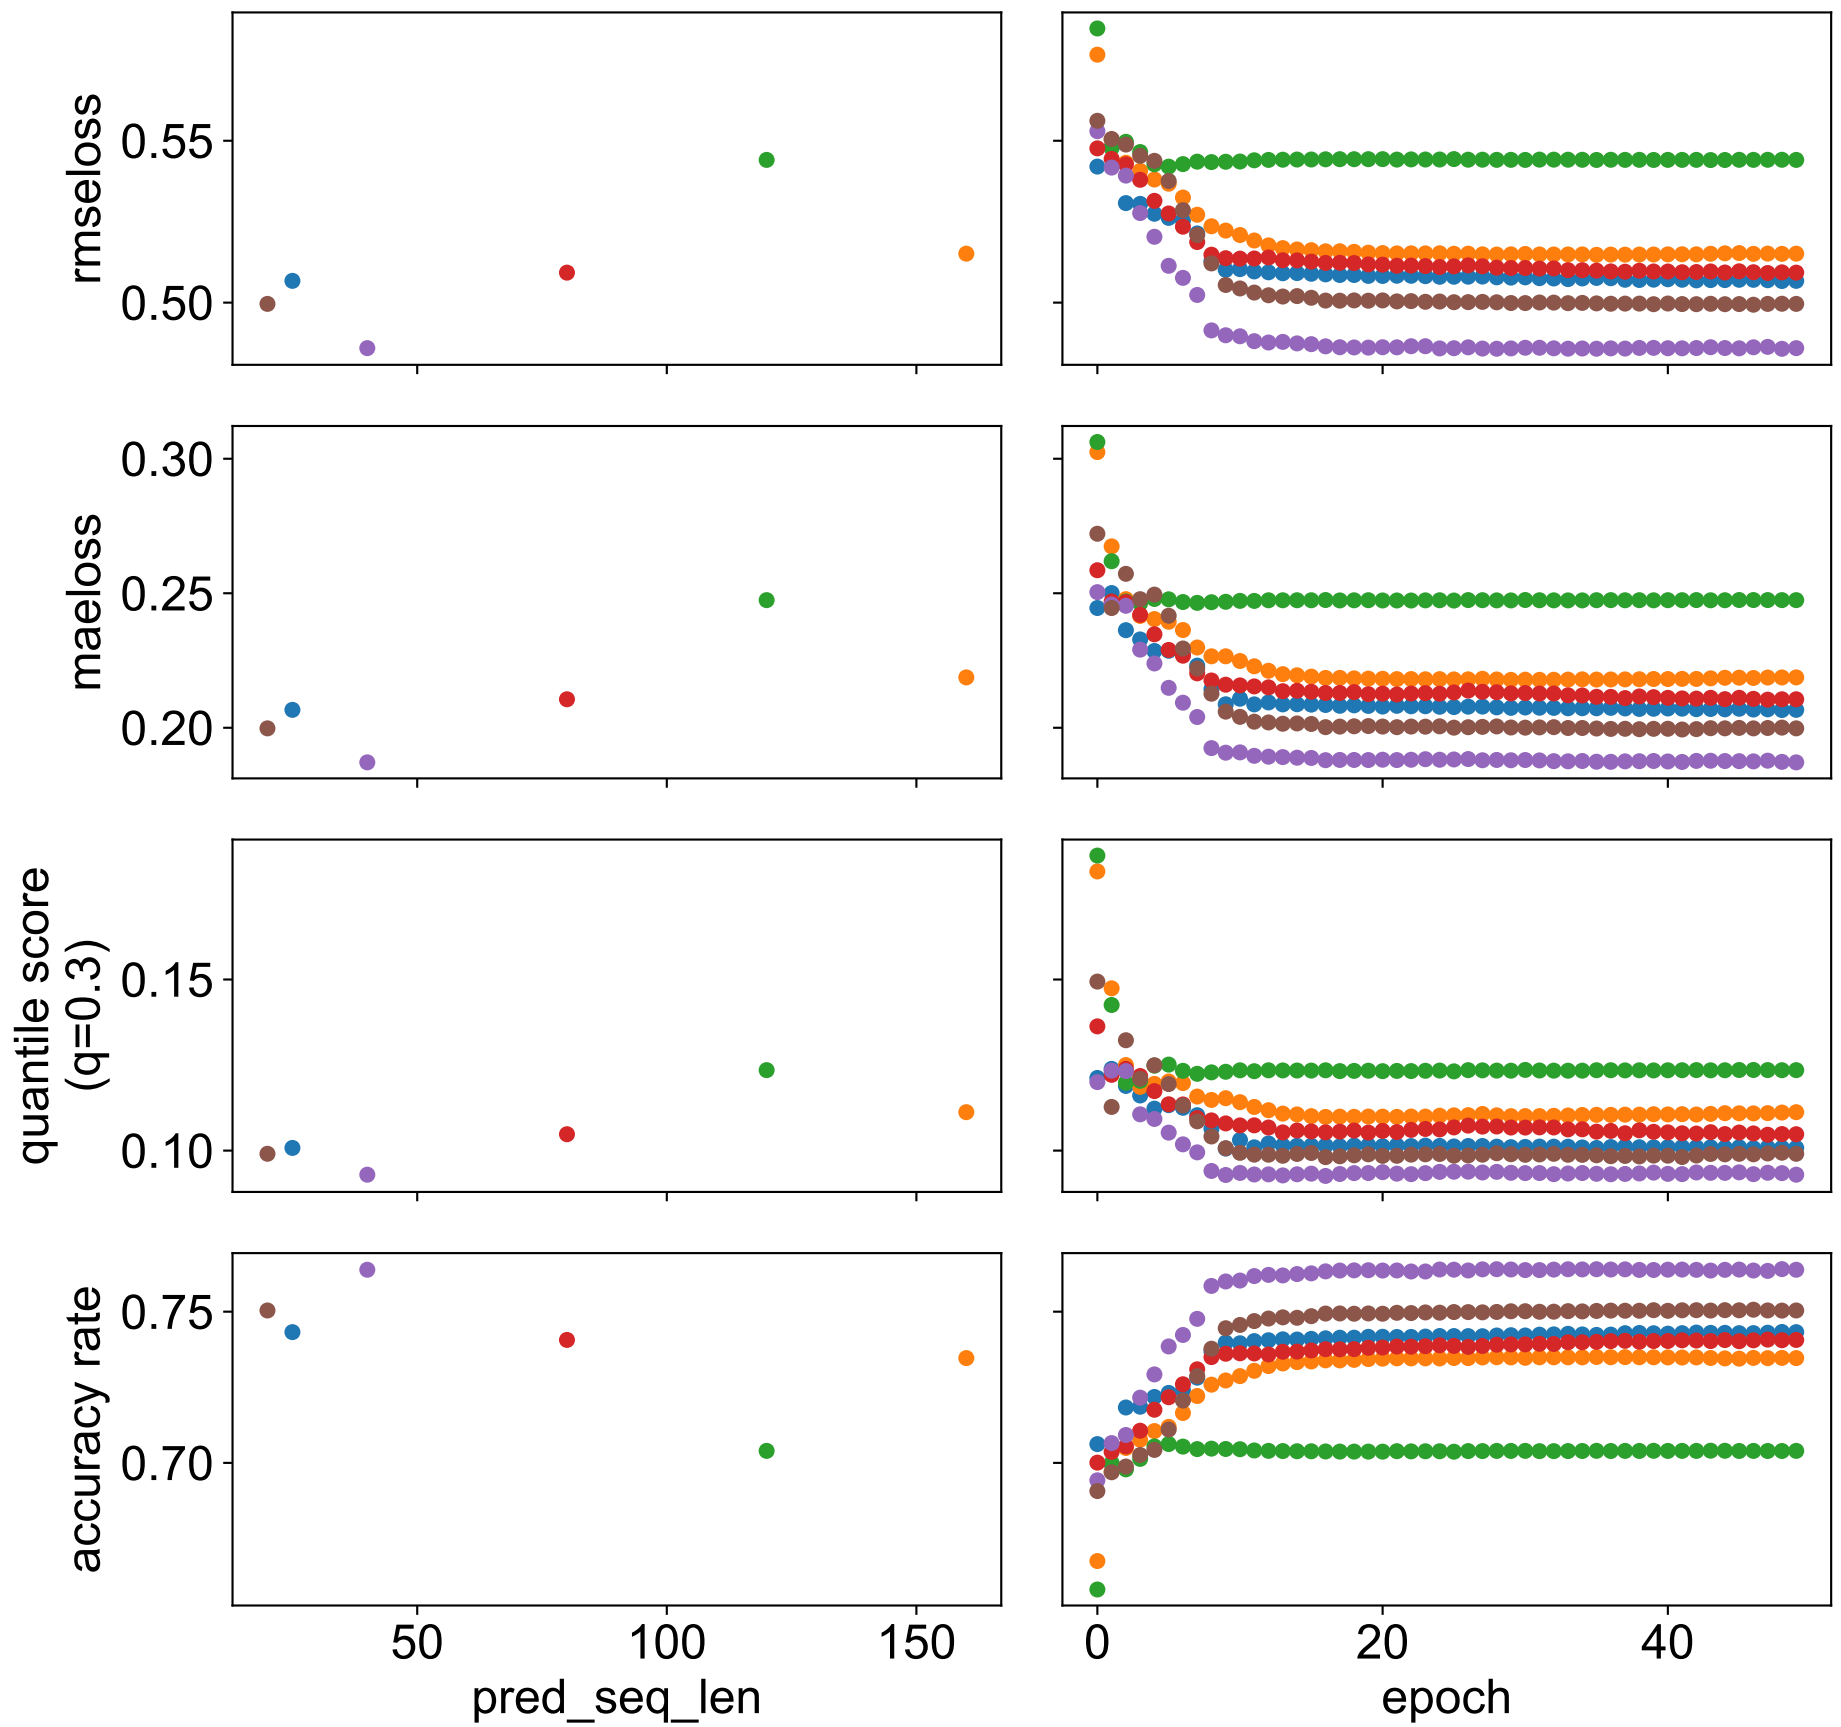 rmseloss
0.55
0.50
maeloss
0.30
0.25
0.20
quantile score
(q=0.3)
0.15
0.10
accuracy rate
0.75
0.70
50 100 150
pred_seq_len
0 20 40
epoch